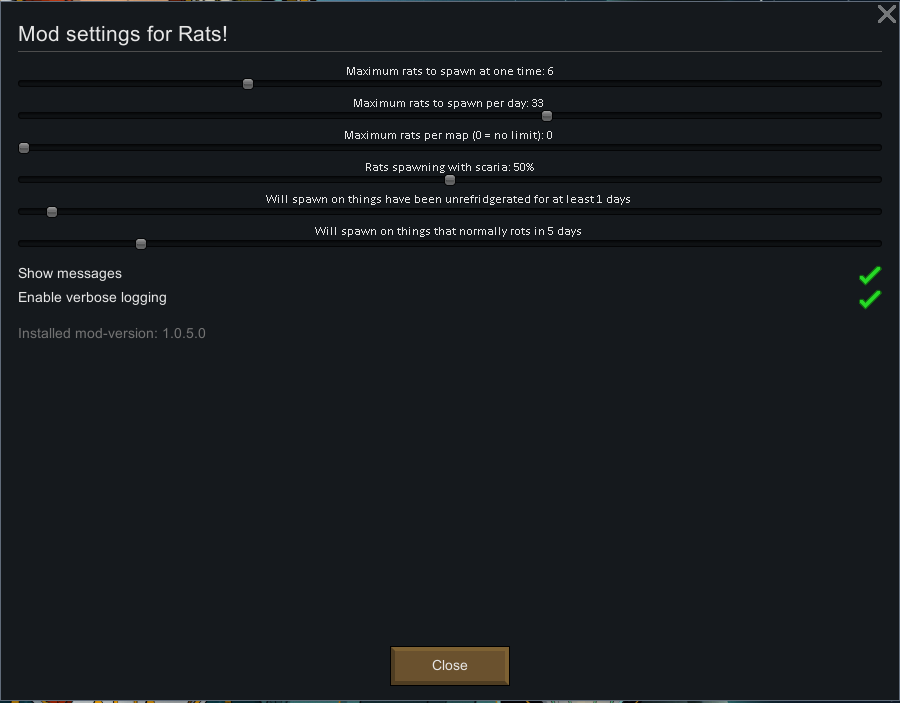 Mod settings for Rats!
Maximum rats to spawn at one time: 6
Maximum rats to spawn per day: 33
Maximum rats per map (0 = no limit): 0
Rats spawning with scaria: 50%
Will spawn on things have been unrefridgerated for at least 1 days
Will spawn on things that normally rots in 5 days
Show messages
Enable verbose logging
Installed mod-version: 1.0.5.0
Close